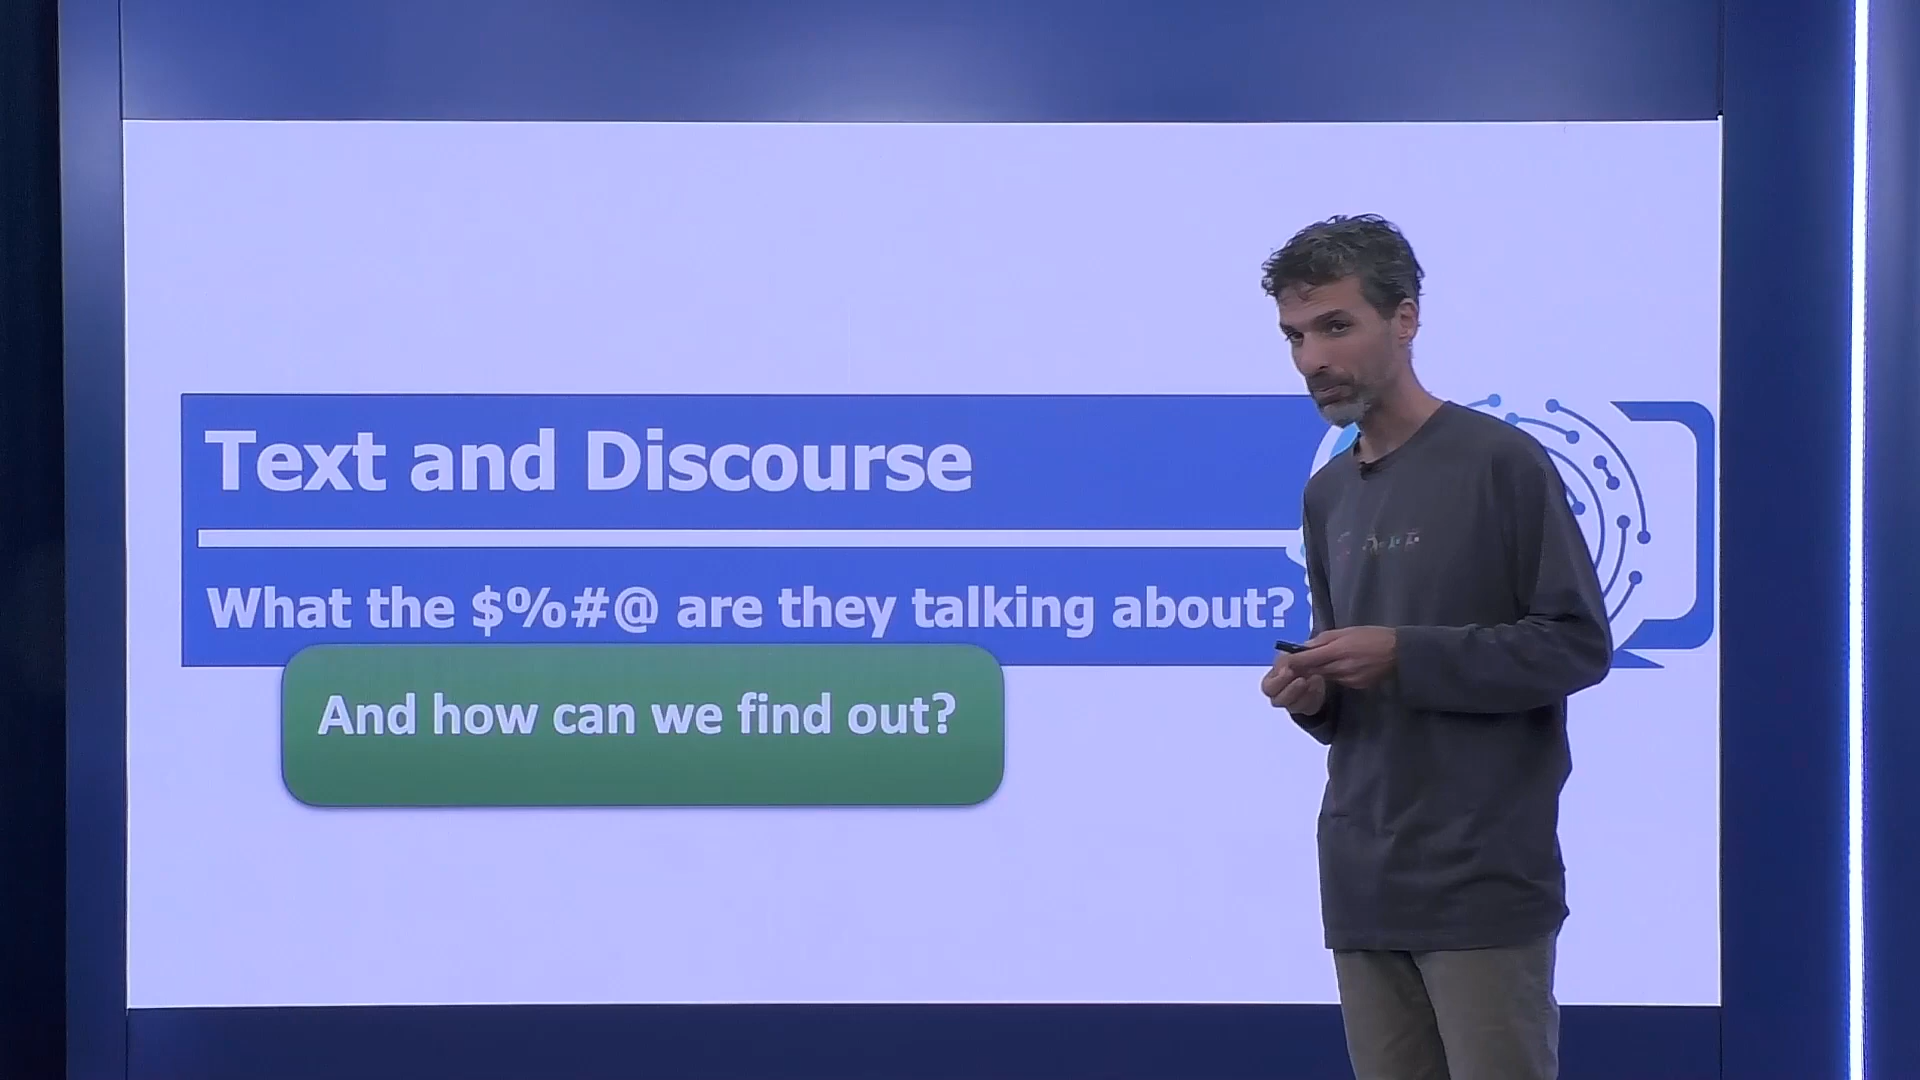 Text and Discourse
What the $%#@ are they talking about?
And how can we find out?